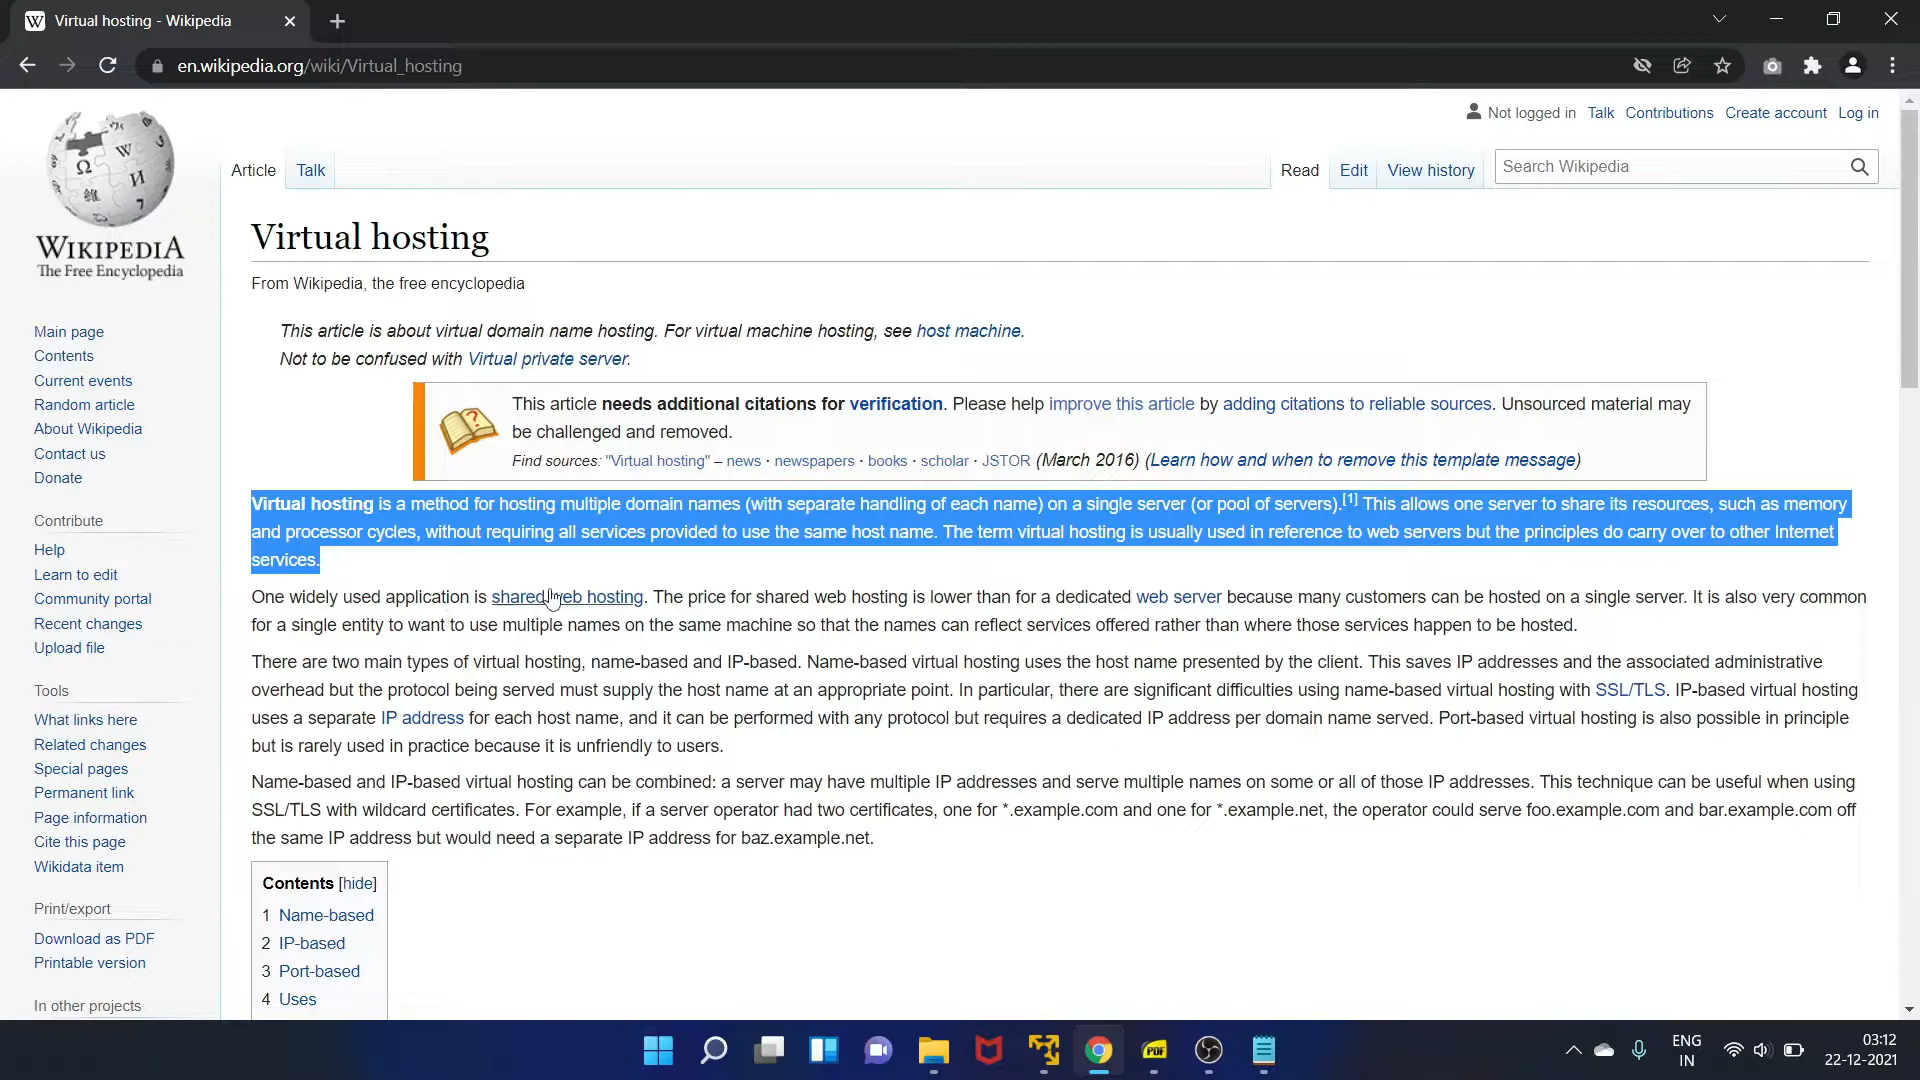 Virtual hosting - Wikipedia
en.wikipedia.org/wiki/Virtual_hosting
Not logged in Talk Contributions Create account Log in
Article Talk Read Edit View history Search Wikipedia
WIKIPEDIA
The Free Encyclopedia
Main page
Contents
Current events
Random article
About Wikipedia
Contact us
Donate
Contribute
Help
Learn to edit
Community portal
Recent changes
Upload file
Tools
What links here
Related changes
Special pages
Permanent link
Page information
Cite this page
Wikidata item
Print/export
Download as PDF
Printable version
In other projects
Virtual hosting
From Wikipedia, the free encyclopedia
This article is about virtual domain name hosting. For virtual machine hosting, see host machine.
Not to be confused with Virtual private server.
This article needs additional citations for verification. Please help improve this article by adding citations to reliable sources. Unsourced material may
be challenged and removed.
Find sources: "Virtual hosting" – news · newspapers · books · scholar · JSTOR (March 2016) (Learn how and when to remove this template message)
Virtual hosting is a method for hosting multiple domain names (with separate handling of each name) on a single server (or pool of servers).[1] This allows one server to share its resources, such as memory
and processor cycles, without requiring all services provided to use the same host name. The term virtual hosting is usually used in reference to web servers but the principles do carry over to other Internet
services.
One widely used application is shared web hosting. The price for shared web hosting is lower than for a dedicated web server because many customers can be hosted on a single server. It is also very common
for a single entity to want to use multiple names on the same machine so that the names can reflect services offered rather than where those services happen to be hosted.
There are two main types of virtual hosting, name-based and IP-based. Name-based virtual hosting uses the host name presented by the client. This saves IP addresses and the associated administrative
overhead but the protocol being served must supply the host name at an appropriate point. In particular, there are significant difficulties using name-based virtual hosting with SSL/TLS. IP-based virtual hosting
uses a separate IP address for each host name, and it can be performed with any protocol but requires a dedicated IP address per domain name served. Port-based virtual hosting is also possible in principle
but is rarely used in practice because it is unfriendly to users.
Name-based and IP-based virtual hosting can be combined: a server may have multiple IP addresses and serve multiple names on some or all of those IP addresses. This technique can be useful when using
SSL/TLS with wildcard certificates. For example, if a server operator had two certificates, one for *.example.com and one for *.example.net, the operator could serve foo.example.com and bar.example.com off
the same IP address but would need a separate IP address for baz.example.net.
Contents [hide]
1 Name-based
2 IP-based
3 Port-based
4 Uses
PDF
ENG
IN
03:12
22-12-2021